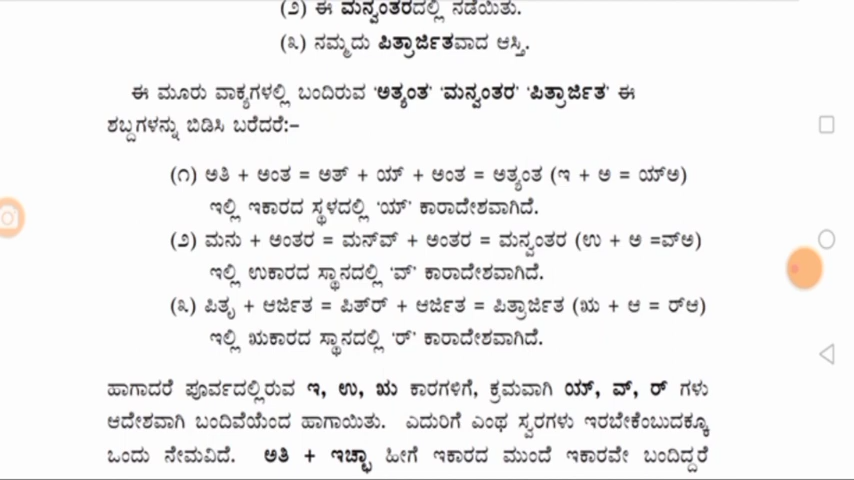 (೨) ಈ ಮನ್ವಂತರದಲ್ಲಿ ನಡೆಯಿತು.
(೩) ನಮ್ಮದು ಪಿತ್ರಾರ್ಜಿತವಾದ ಆಸ್ತಿ.
ಈ ಮೂರು ವಾಕ್ಯಗಳಲ್ಲಿ ಬಂದಿರುವ 'ಅತ್ಯಂತ' 'ಮನ್ವಂತರ' 'ಪಿತ್ರಾರ್ಜಿತ' ಈ
ಶಬ್ದಗಳನ್ನು ಬಿಡಿಸಿ ಬರೆದರೆ:–
(೧) ಅತಿ + ಅಂತ = ಅತ್ + ಯ್ + ಅಂತ = ಅತ್ಯಂತ (ಇ + ಅ = ಯ್ಅ)
ಇಲ್ಲಿ ಇಕಾರದ ಸ್ಥಳದಲ್ಲಿ 'ಯ್' ಕಾರಾದೇಶವಾಗಿದೆ.
(೨) ಮನು + ಅಂತರ = ಮನ್‌ವ್ + ಅಂತರ = ಮನ್ವಂತರ (ಉ + ಅ =ವ್ಅ)
ಇಲ್ಲಿ ಉಕಾರದ ಸ್ಥಾನದಲ್ಲಿ 'ವ್' ಕಾರಾದೇಶವಾಗಿದೆ.
(೩) ಪಿತೃ + ಆರ್ಜಿತ = ಪಿತ್‌ರ್ + ಆರ್ಜಿತ = ಪಿತ್ರಾರ್ಜಿತ (ಋ + ಆ = ರ್ಆ)
ಇಲ್ಲಿ ಋಕಾರದ ಸ್ಥಾನದಲ್ಲಿ 'ರ್' ಕಾರಾದೇಶವಾಗಿದೆ.
ಹಾಗಾದರೆ ಪೂರ್ವದಲ್ಲಿರುವ ಇ, ಉ, ಋ ಕಾರಗಳಿಗೆ, ಕ್ರಮವಾಗಿ ಯ್, ವ್, ರ್ ಗಳು
ಆದೇಶವಾಗಿ ಬಂದಿವೆಯೆಂದ ಹಾಗಾಯಿತು. ಎದುರಿಗೆ ಎಂಥ ಸ್ವರಗಳು ಇರಬೇಕೆಂಬುದಕ್ಕೂ
ಒಂದು ನೇಮವಿದೆ. ಅತಿ + ಇಚ್ಛಾ ಹೀಗೆ ಇಕಾರದ ಮುಂದೆ ಇಕಾರವೇ ಬಂದಿದ್ದರೆ